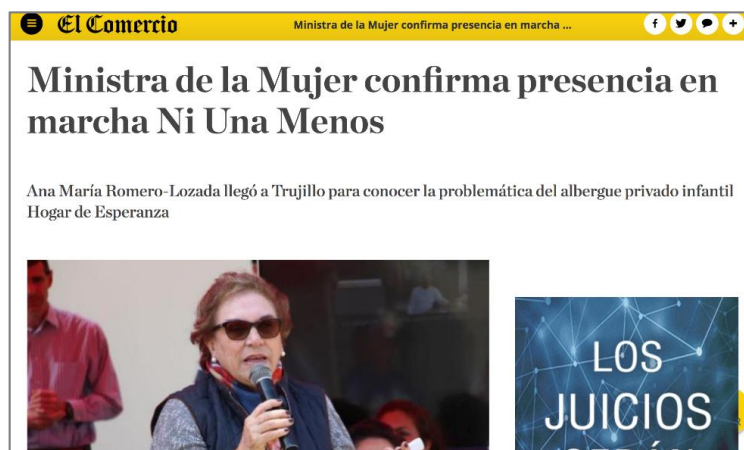 El Comercio
Ministra de la Mujer confirma presencia en marcha ...
Ministra de la Mujer confirma presencia en
marcha Ni Una Menos
Ana María Romero-Lozada llegó a Trujillo para conocer la problemática del albergue privado infantil
Hogar de Esperanza
LOS
JUICIOS